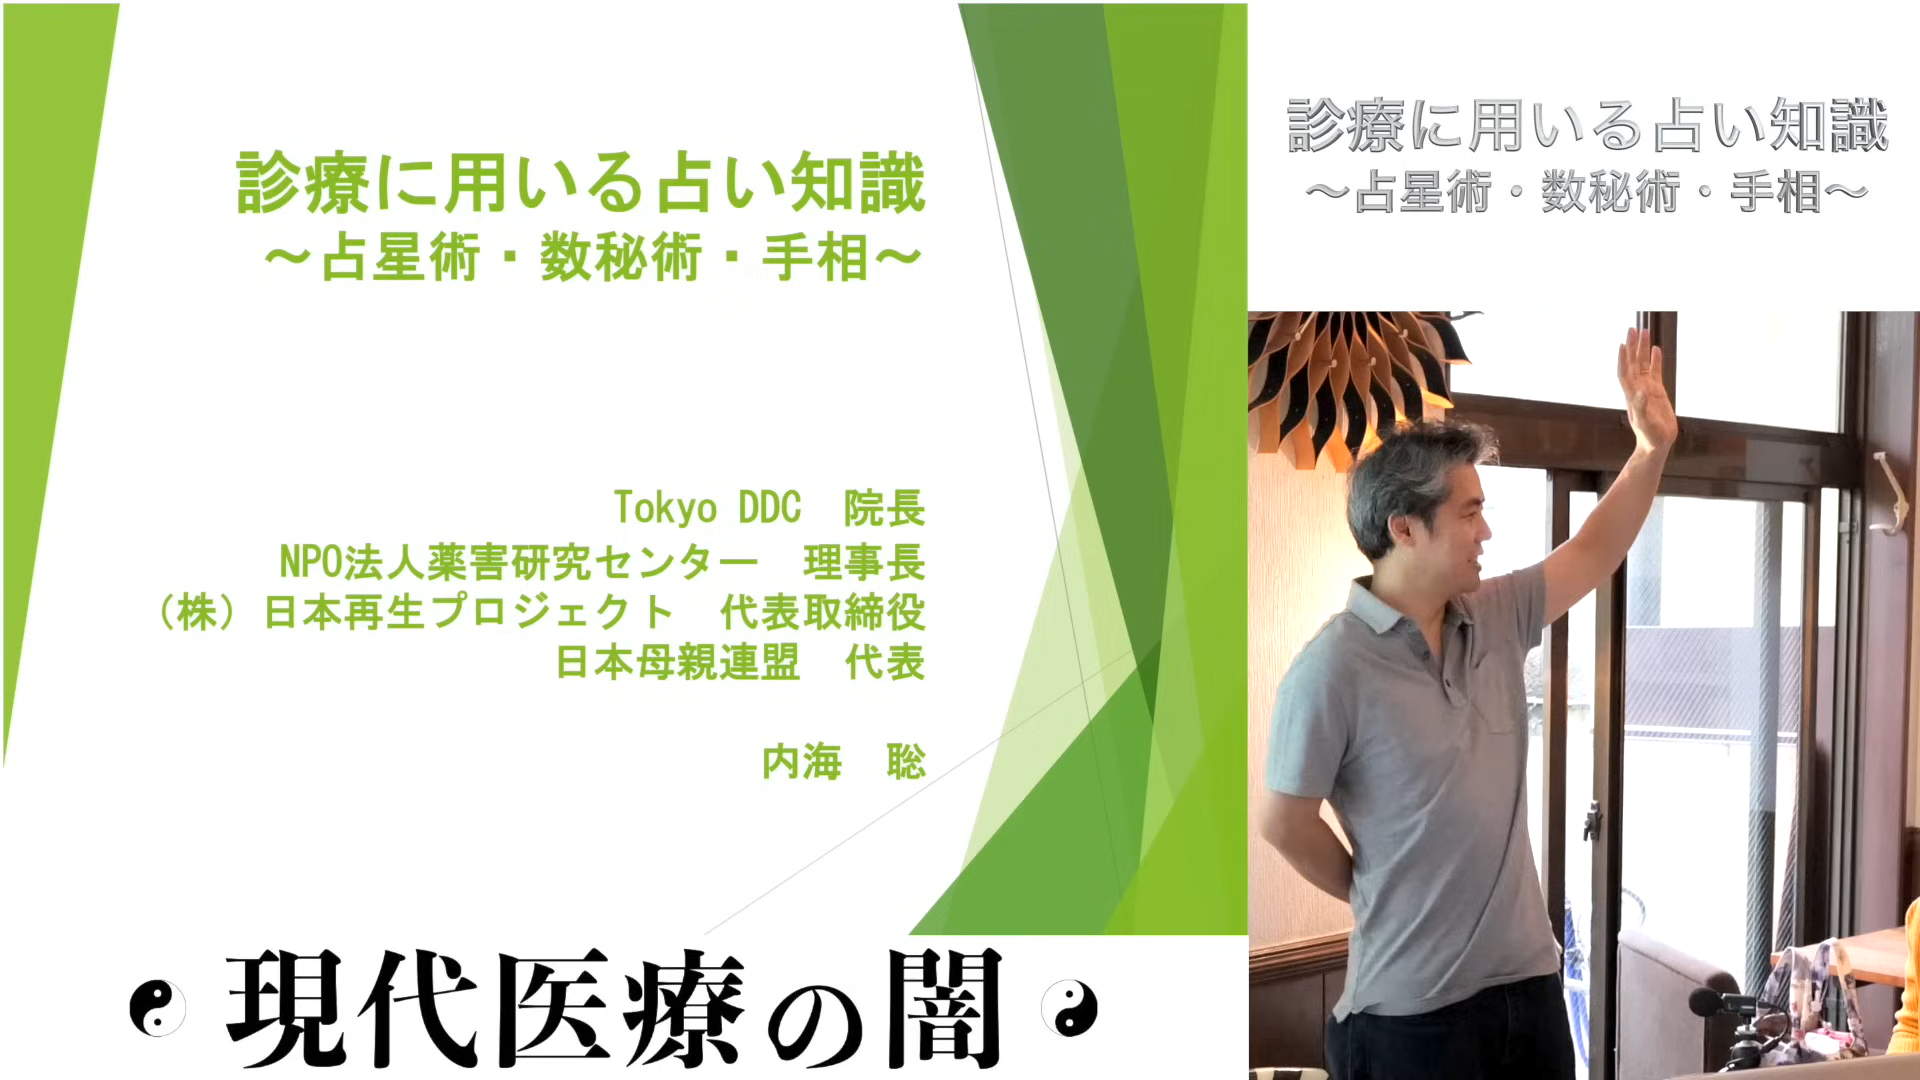 診療に用いる占い知識
～占星術・数秘術・手相～
Tokyo DDC　院長
NPO法人薬害研究センター　理事長
（株）日本再生プロジェクト　代表取締役
日本母親連盟　代表
内海　聡
現代医療の闇
診療に用いる占い知識
～占星術・数秘術・手相～